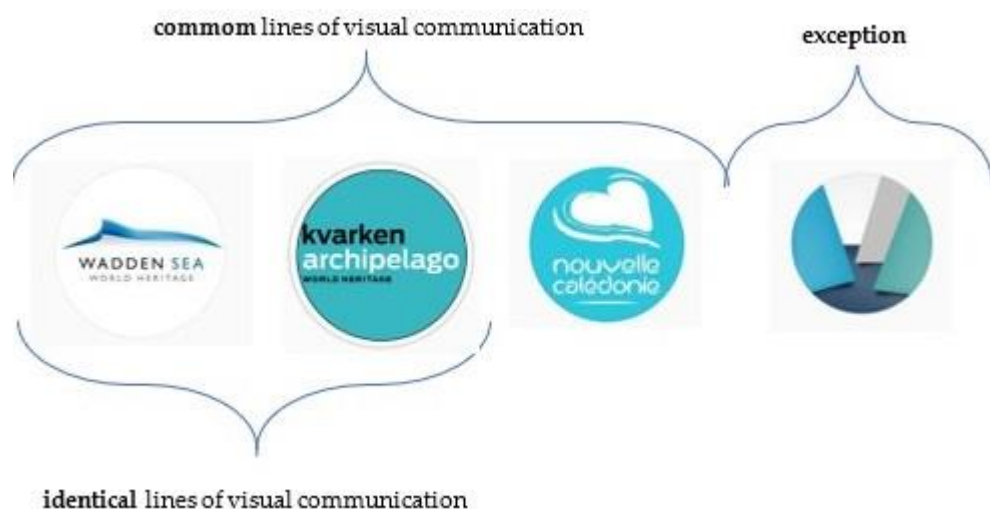 commom lines of visual communication
exception
WADDEN SEA
WORLD HERITAGE
kvarken
archipelago
WORLD HERITAGE
nouvelle
calédonie
identical lines of visual communication